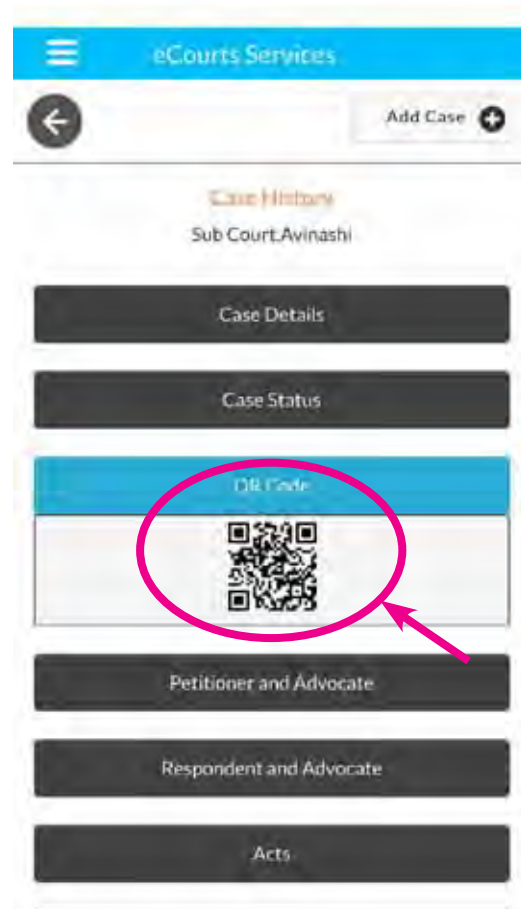 eCourts Services
Add Case
Case History
Sub Court,Avinashi
Case Details
Case Status
QR Code
Petitioner and Advocate
Respondent and Advocate
Acts